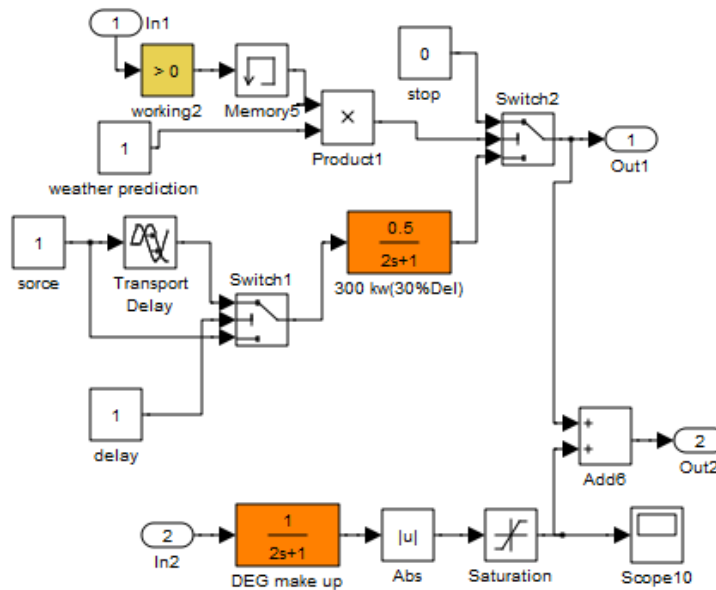 1
In1
> 0
working2
Memory5
0
stop
Switch2
1
weather prediction
×
Product1
1
Out1
1
sorce
Transport
Delay
Switch1
0.5
2s+1
300 kw(30%Del)
1
delay
+
+
Add6
2
Out2
2
In2
1
2s+1
DEG make up
|u|
Abs
Saturation
Scope10